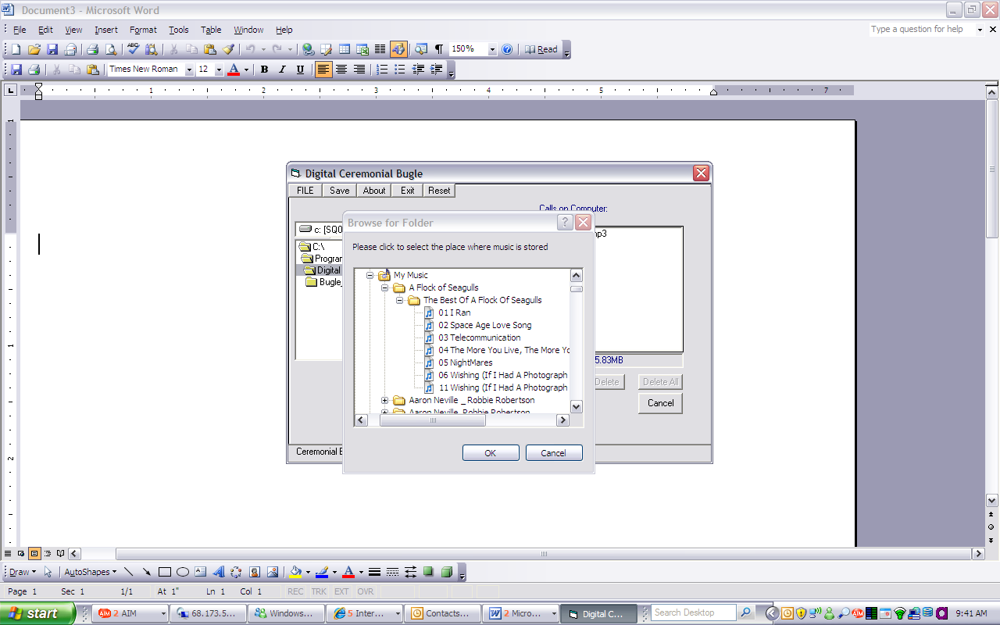 Document3 - Microsoft Word
File Edit View Insert Format Tools Table Window Help
Type a question for help
150%
Read
Times New Roman 12 A B I U
L 1 2 3 4 5 7
Digital Ceremonial Bugle
FILE Save About Exit Reset
Calls on Computer:
c: [SQ0
C:\
Program
Digital
Bugle_
mp3
5.83MB
Delete Delete All
Cancel
Ceremonial B
Browse for Folder
Please click to select the place where music is stored
My Music
A Flock of Seagulls
The Best Of A Flock Of Seagulls
01 I Ran
02 Space Age Love Song
03 Telecommunication
04 The More You Live, The More Yo
05 NightMares
06 Wishing (If I Had A Photograph
11 Wishing (If I Had A Photograph
Aaron Neville _ Robbie Robertson
Aaron Neville_Robbie Robertson
OK Cancel
Draw AutoShapes
Page 1 Sec 1 1/1 At 1" Ln 1 Col 1 REC TRK EXT OVR
start 2 AIM 68.173.5... Windows... 5 Inter... Contacts... 2 Micro... Digital C... Search Desktop 9:41 AM